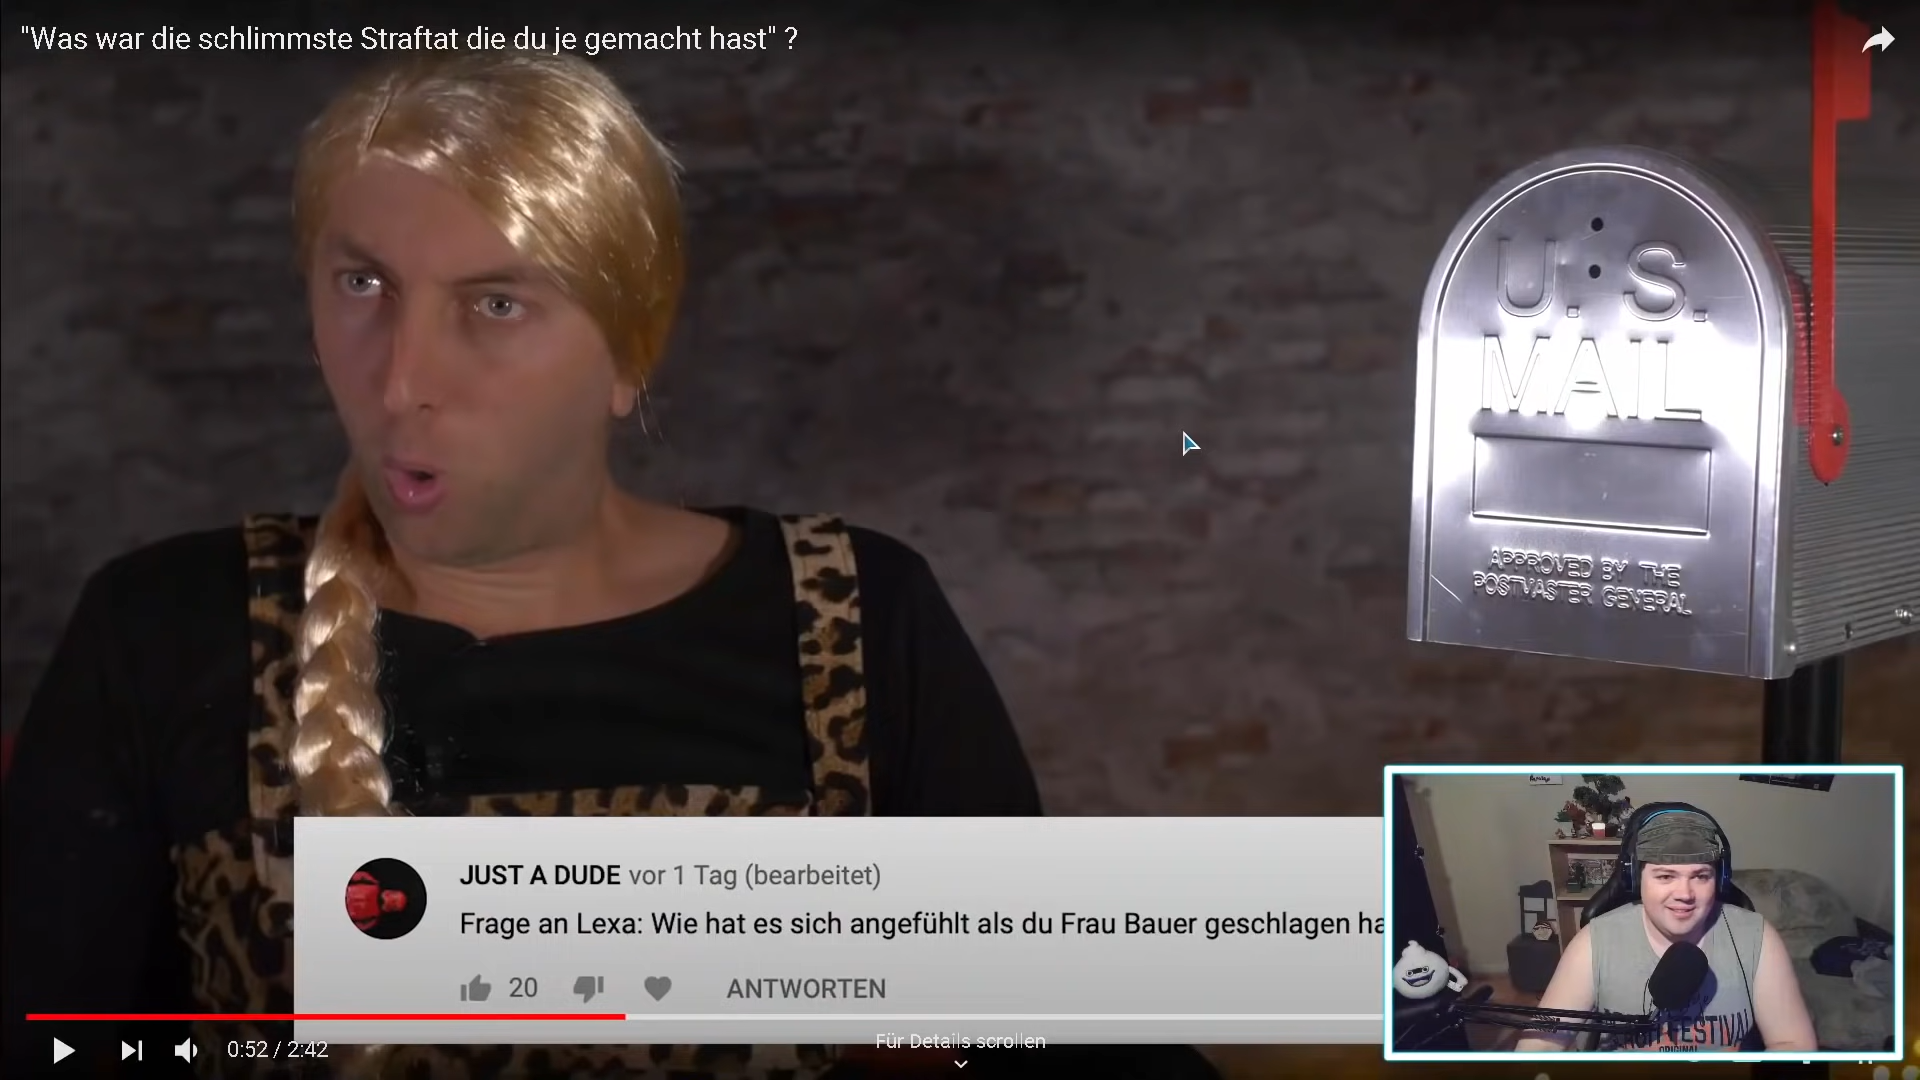 "Was war die schlimmste Straftat die du je gemacht hast" ?
U. S.
MAIL
APPROVED BY THE
POSTMASTER GENERAL
JUST A DUDE vor 1 Tag (bearbeitet)
Frage an Lexa: Wie hat es sich angefühlt als du Frau Bauer geschlagen ha
20
ANTWORTEN
Für Details scrollen
0:52 / 2:42
FESTIVAL
ORIGINAL